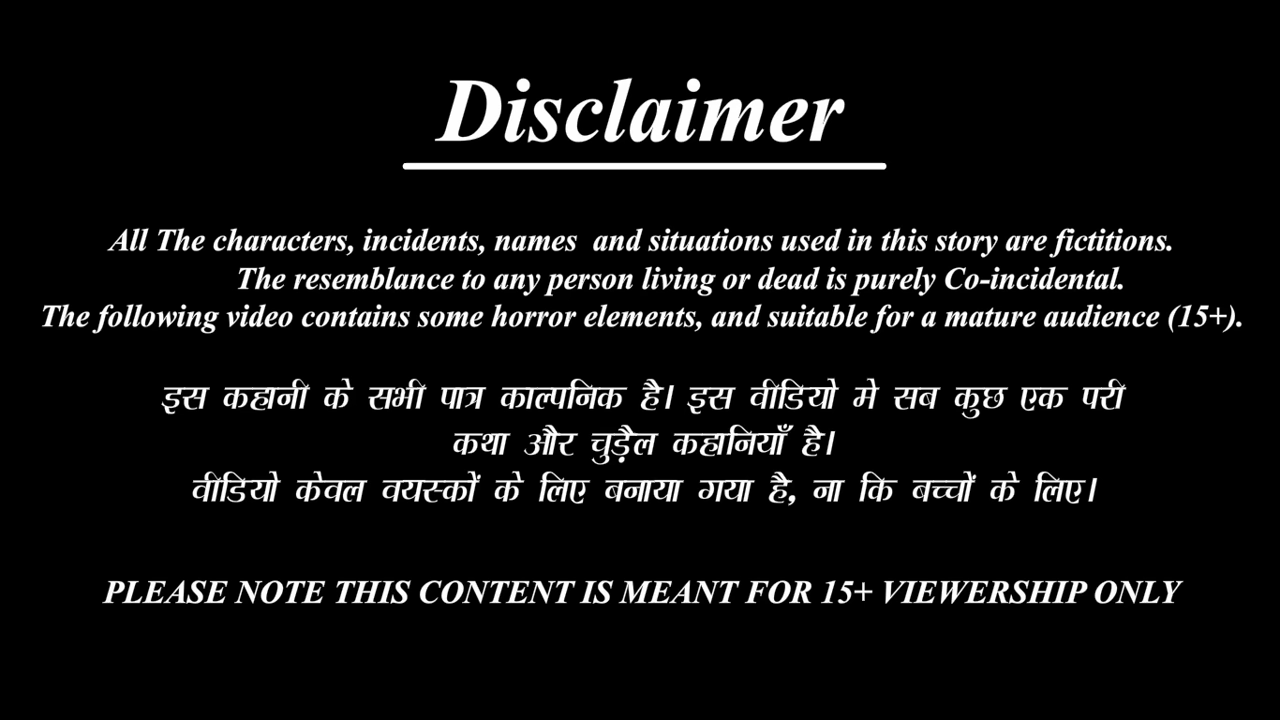 Disclaimer
All The characters, incidents, names and situations used in this story are fictitions.
The resemblance to any person living or dead is purely Co-incidental.
The following video contains some horror elements, and suitable for a mature audience (15+).
इस कहानी के सभी पात्र काल्पनिक है। इस वीडियो मे सब कुछ एक परी
कथा और चुड़ैल कहानियाँ है।
वीडियो केवल वयस्कों के लिए बनाया गया है, ना कि बच्चों के लिए।
PLEASE NOTE THIS CONTENT IS MEANT FOR 15+ VIEWERSHIP ONLY